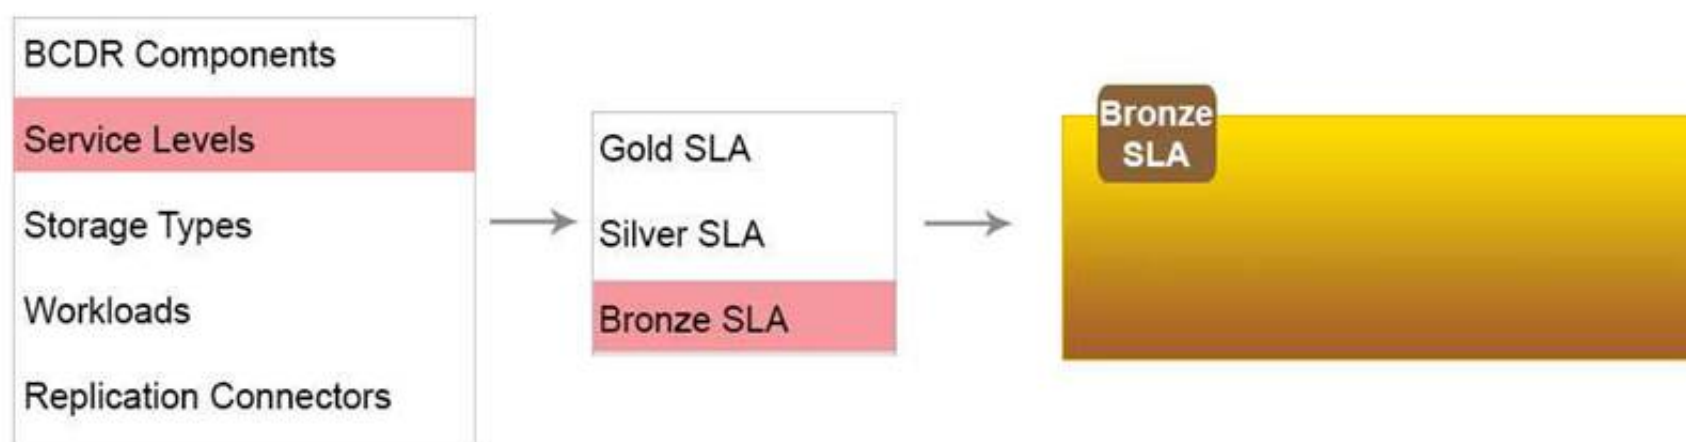 BCDR Components
Service Levels
Storage Types
Workloads
Replication Connectors
Gold SLA
Silver SLA
Bronze SLA
Bronze
SLA